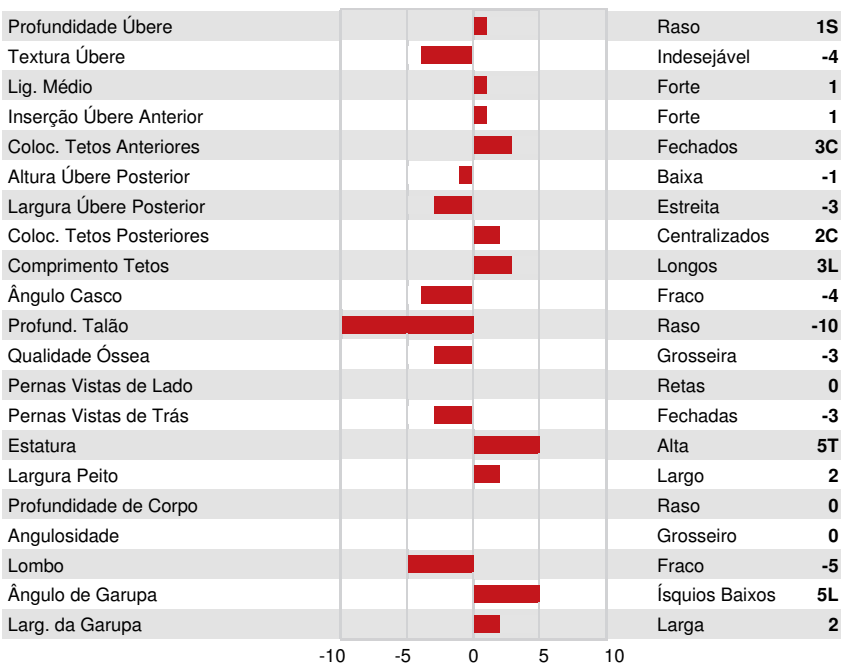 Profundidade Úbere Raso 1S
Textura Úbere Indesejável -4
Lig. Médio Forte 1
Inserção Úbere Anterior Forte 1
Coloc. Tetos Anteriores Fechados 3C
Altura Úbere Posterior Baixa -1
Largura Úbere Posterior Estreita -3
Coloc. Tetos Posteriores Centralizados 2C
Comprimento Tetos Longos 3L
Ângulo Casco Fraco -4
Profund. Talão Raso -10
Qualidade Óssea Grosseira -3
Pernas Vistas de Lado Retas 0
Pernas Vistas de Trás Fechadas -3
Estatura Alta 5T
Largura Peito Largo 2
Profundidade de Corpo Raso 0
Angulosidade Grosseiro 0
Lombo Fraco -5
Ângulo de Garupa Ísquios Baixos 5L
Larg. da Garupa Larga 2
-10 -5 0 5 10